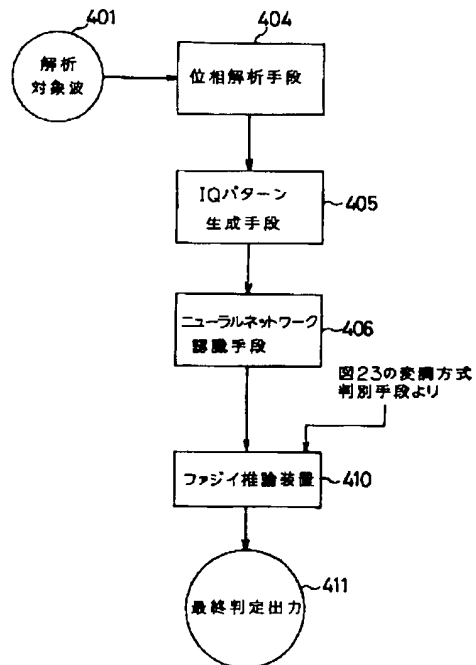 401
解析
対象波
404
位相解析手段
IQパターン
生成手段
405
ニューラルネットワーク
認識手段
406
図23の変調方式
判別手段より
ファジイ推論装置
410
411
最終判定出力